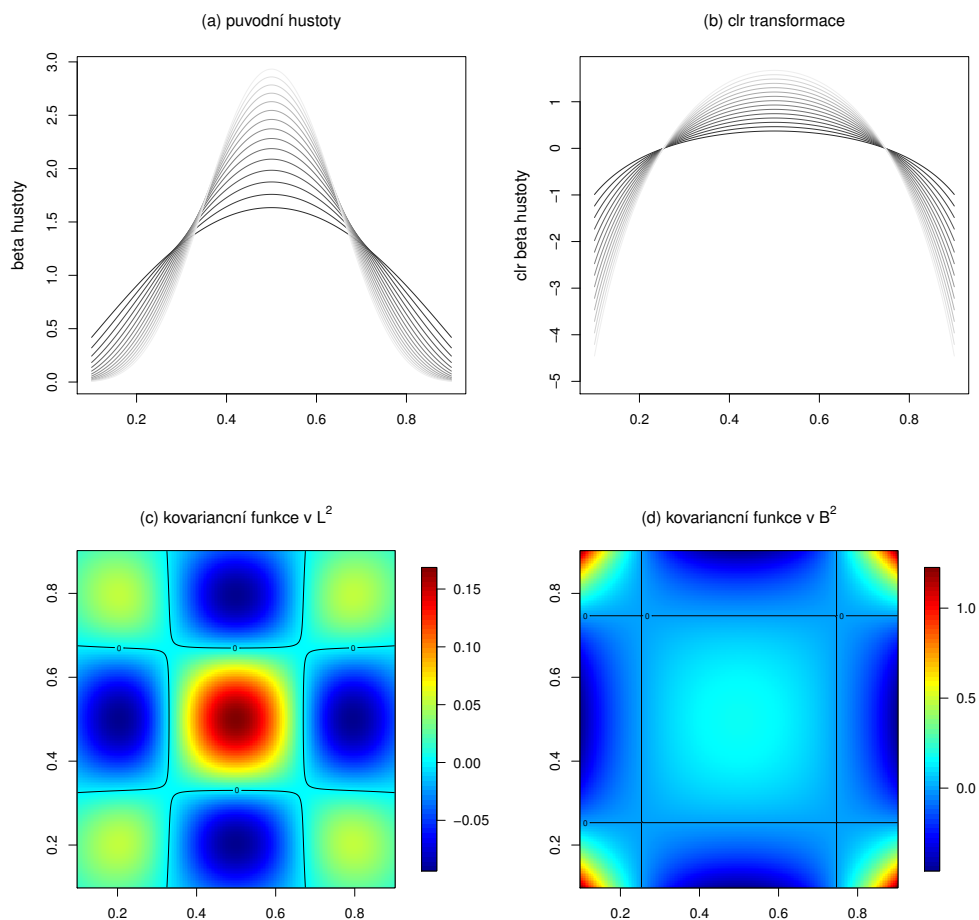 (a) puvodní hustoty
beta hustoty
0.0 0.5 1.0 1.5 2.0 2.5 3.0
0.2 0.4 0.6 0.8
(b) clr transformace
clr beta hustoty
−5 −4 −3 −2 −1 0 1
0.2 0.4 0.6 0.8
(c) kovariancní funkce v L²
0.2 0.4 0.6 0.8
0.2 0.4 0.6 0.8
0
0
0
0
−0.05 0.00 0.05 0.10 0.15
(d) kovariancní funkce v B²
0.2 0.4 0.6 0.8
0.2 0.4 0.6 0.8
0 0 0
0
0.0 0.5 1.0